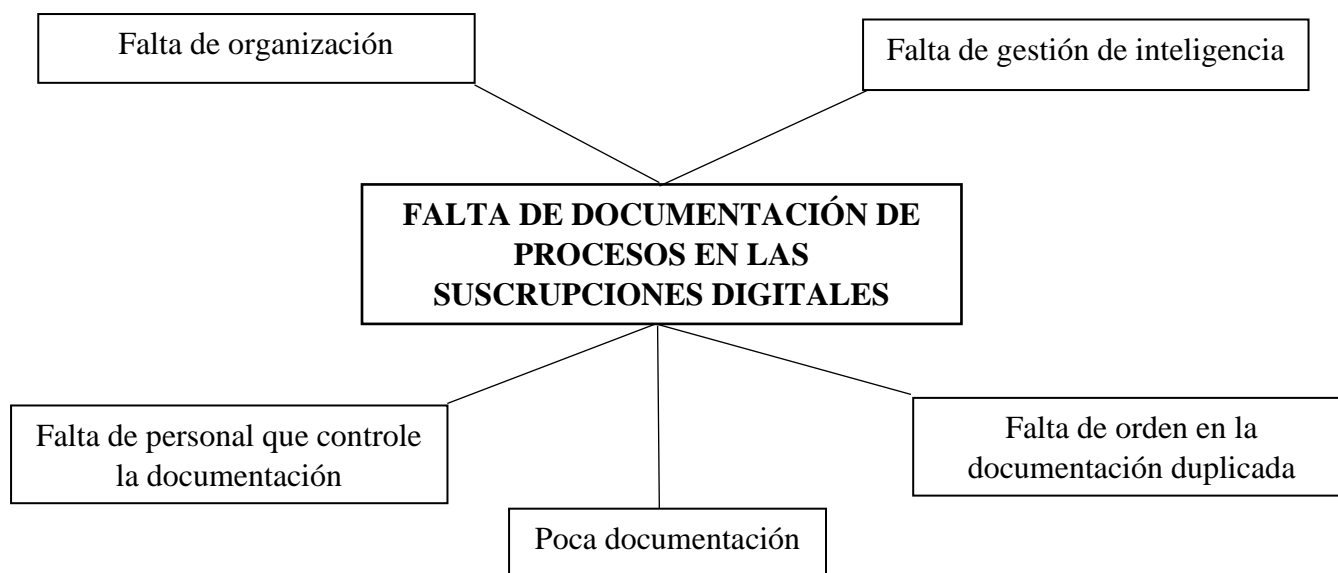 Falta de organización
Falta de gestión de inteligencia
FALTA DE DOCUMENTACIÓN DE
PROCESOS EN LAS
SUSCRUPCIONES DIGITALES
Falta de personal que controle
la documentación
Poca documentación
Falta de orden en la
documentación duplicada